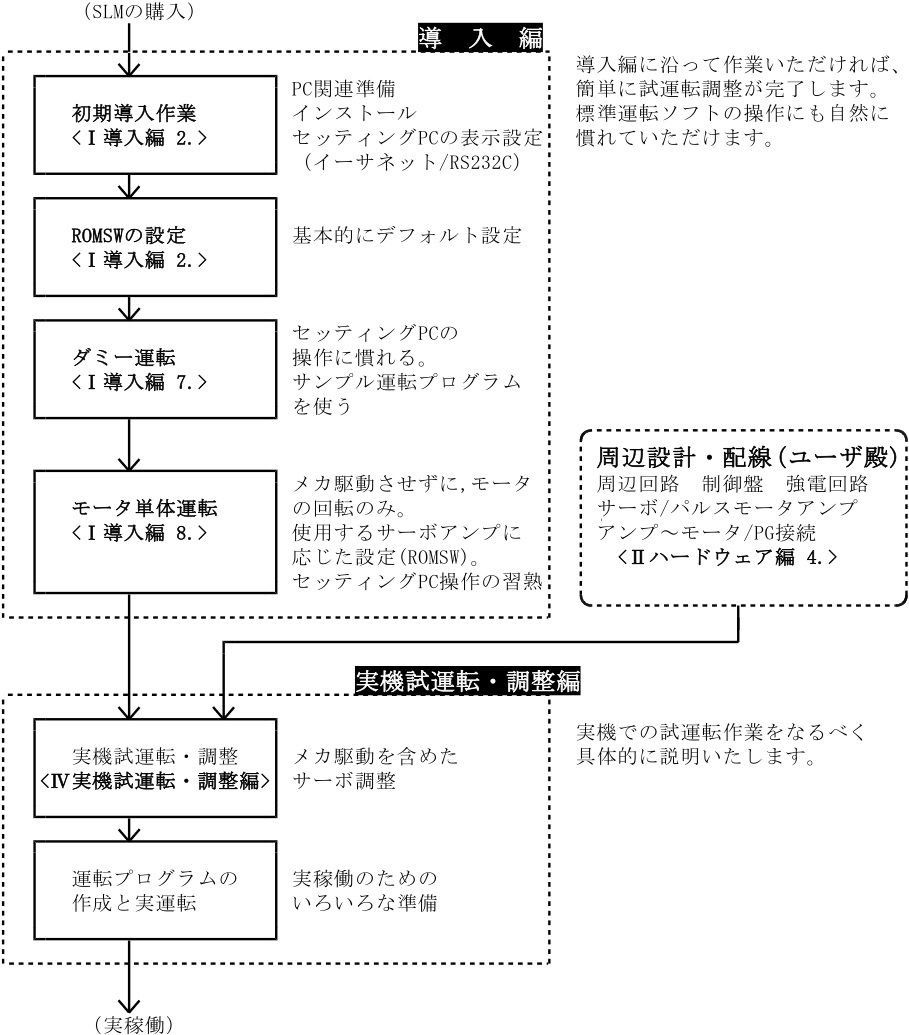 (SLMの購入)
導 入 編
導入編に沿って作業いただければ、
簡単に試運転調整が完了します。
標準運転ソフトの操作にも自然に
慣れていただけます。
初期導入作業
<Ⅰ導入編 2.>
PC関連準備
インストール
セッティングPCの表示設定
(イーサネット/RS232C)
ROMSWの設定
<Ⅰ導入編 2.>
基本的にデフォルト設定
ダミー運転
<Ⅰ導入編 7.>
セッティングPCの
操作に慣れる。
サンプル運転プログラム
を使う
モータ単体運転
<Ⅰ導入編 8.>
メカ駆動させずに,モータ
の回転のみ。
使用するサーボアンプに
応じた設定(ROMSW)。
セッティングPC操作の習熟
周辺設計・配線(ユーザ殿)
周辺回路 制御盤 強電回路
サーボ/パルスモータアンプ
アンプ～モータ/PG接続
<Ⅱハードウェア編 4.>
実機試運転・調整編
実機試運転・調整
<Ⅳ実機試運転・調整編>
メカ駆動を含めた
サーボ調整
実機での試運転作業をなるべく
具体的に説明いたします。
運転プログラムの
作成と実運転
実稼働のための
いろいろな準備
(実稼働)